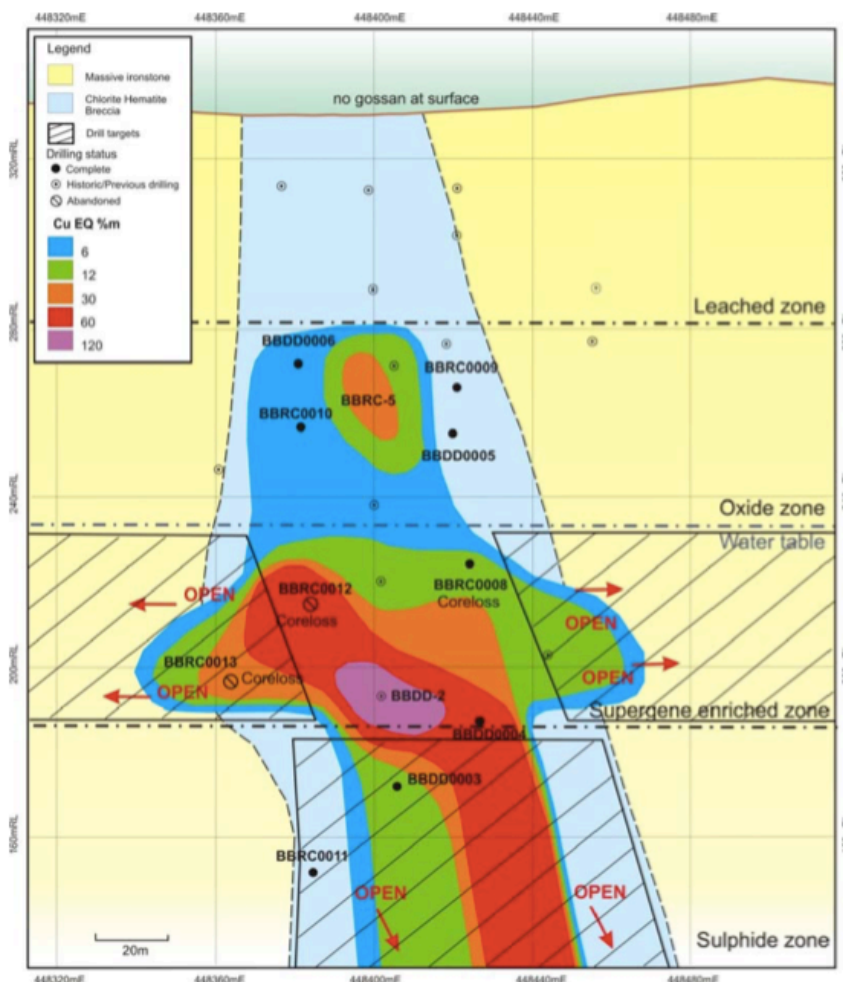 448320mE
448360mE
448400mE
448440mE
448480mE
Legend
Massive ironstone
Chlorite Hematite
Breccia
Drill targets
Drilling status
Complete
Historic/Previous drilling
Abandoned
Cu EQ %m
6
12
30
60
120
no gossan at surface
320mRL
Leached zone
280mRL
BBDD0006
BBRC0009
BBRC-5
BBRC0010
BBDD0005
240mRL
Oxide zone
Water table
OPEN
BBRC0012
Coreloss
BBRC0008
Coreloss
OPEN
BBRC0013
Coreloss
200mRL
OPEN
OPEN
BBDD-2
Supergene enriched zone
BBDD0004
BBDD0003
160mRL
BBRC0011
OPEN
OPEN
20m
Sulphide zone
448320mE
448360mE
448400mE
448440mE
448480mE